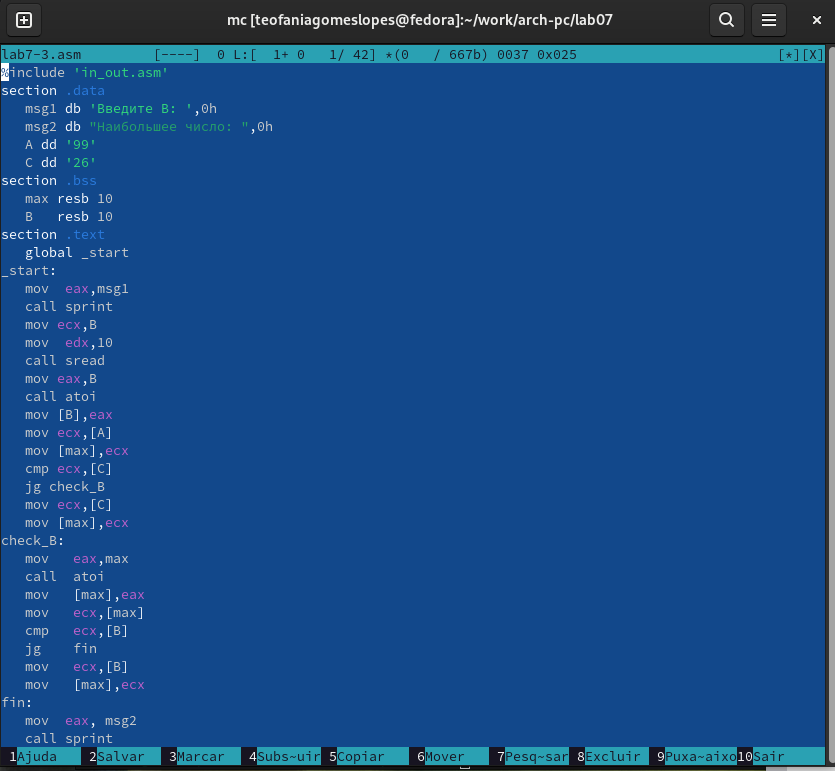 mc [teofaniagomeslopes@fedora]:~/work/arch-pc/lab07
lab7-3.asm         [----]  0 L:[  1+ 0   1/ 42] *(0   / 667b) 0037 0x025                         [*][X]
%include 'in_out.asm'
section .data
   msg1 db 'Введите B: ',0h
   msg2 db "Наибольшее число: ",0h
   A dd '99'
   C dd '26'
section .bss
   max resb 10
   B   resb 10
section .text
   global _start
_start:
   mov  eax,msg1
   call sprint
   mov ecx,B
   mov  edx,10
   call sread
   mov eax,B
   call atoi
   mov [B],eax
   mov ecx,[A]
   mov [max],ecx
   cmp ecx,[C]
   jg check_B
   mov ecx,[C]
   mov [max],ecx
check_B:
   mov   eax,max
   call  atoi
   mov   [max],eax
   mov   ecx,[max]
   cmp   ecx,[B]
   jg    fin
   mov   ecx,[B]
   mov   [max],ecx
fin:
   mov  eax, msg2
   call sprint
1Ajuda 2Salvar 3Marcar 4Subs~uir 5Copiar 6Mover 7Pesq~sar 8Excluir 9Puxa~aixo 10Sair